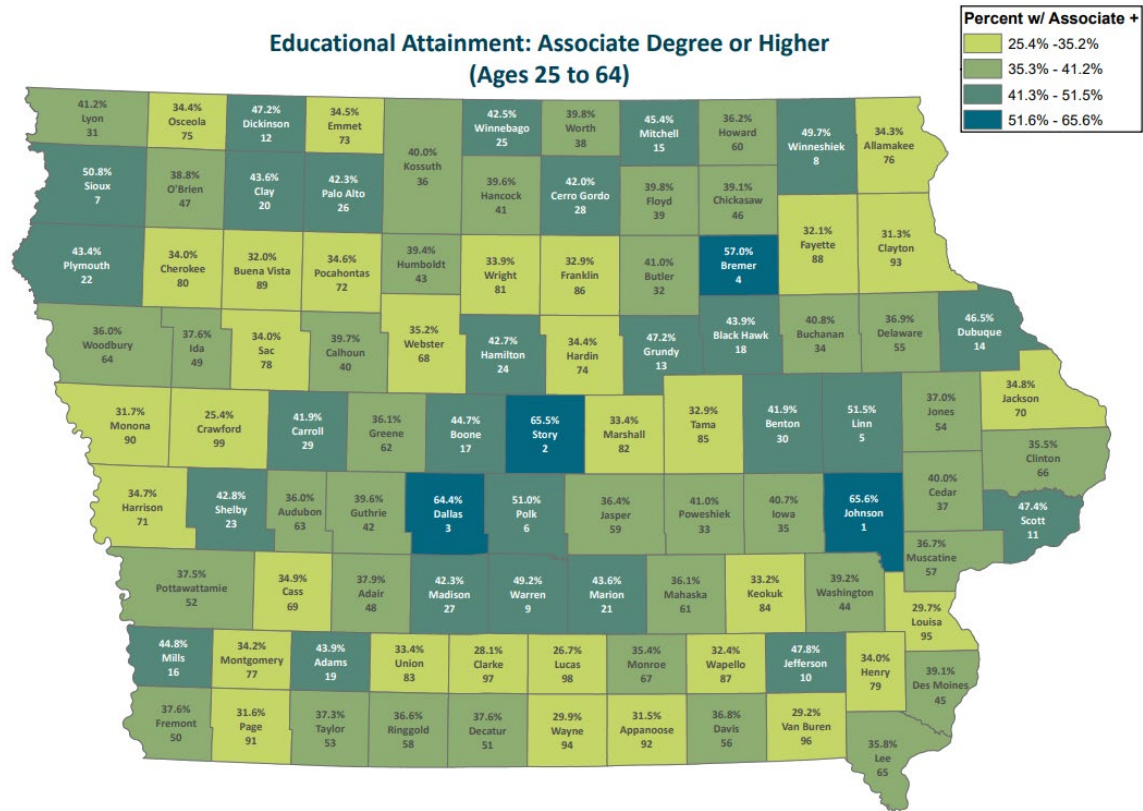 Percent w/ Associate +
25.4% -35.2%
35.3% - 41.2%
41.3% - 51.5%
51.6% - 65.6%
Educational Attainment: Associate Degree or Higher
(Ages 25 to 64)
41.2%
Lyon
31
34.4%
Osceola
75
47.2%
Dickinson
12
34.5%
Emmet
73
40.0%
Kossuth
36
42.5%
Winnebago
25
39.8%
Worth
38
45.4%
Mitchell
15
36.2%
Howard
60
49.7%
Winneshiek
8
34.3%
Allamakee
76
50.8%
Sioux
7
38.8%
O'Brien
47
43.6%
Clay
20
42.3%
Palo Alto
26
39.6%
Hancock
41
42.0%
Cerro Gordo
28
39.8%
Floyd
39
39.1%
Chickasaw
46
32.1%
Fayette
88
31.3%
Clayton
93
43.4%
Plymouth
22
34.0%
Cherokee
80
32.0%
Buena Vista
89
34.6%
Pocahontas
72
39.4%
Humboldt
43
33.9%
Wright
81
32.9%
Franklin
86
41.0%
Butler
32
57.0%
Bremer
4
36.0%
Woodbury
64
37.6%
Ida
49
34.0%
Sac
78
39.7%
Calhoun
40
35.2%
Webster
68
42.7%
Hamilton
24
34.4%
Hardin
74
47.2%
Grundy
13
43.9%
Black Hawk
18
40.8%
Buchanan
34
36.9%
Delaware
55
46.5%
Dubuque
14
31.7%
Monona
90
25.4%
Crawford
99
41.9%
Carroll
29
36.1%
Greene
62
44.7%
Boone
17
65.5%
Story
2
33.4%
Marshall
82
32.9%
Tama
85
41.9%
Benton
30
51.5%
Linn
5
37.0%
Jones
54
34.8%
Jackson
70
35.5%
Clinton
66
34.7%
Harrison
71
42.8%
Shelby
23
36.0%
Audubon
63
39.6%
Guthrie
42
64.4%
Dallas
3
51.0%
Polk
6
36.4%
Jasper
59
41.0%
Poweshiek
33
40.7%
Iowa
35
65.6%
Johnson
1
40.0%
Cedar
37
47.4%
Scott
11
36.7%
Muscatine
57
37.5%
Pottawattamie
52
34.9%
Cass
69
37.9%
Adair
48
42.3%
Madison
27
49.2%
Warren
9
43.6%
Marion
21
36.1%
Mahaska
61
33.2%
Keokuk
84
39.2%
Washington
44
29.7%
Louisa
95
44.8%
Mills
16
34.2%
Montgomery
77
43.9%
Adams
19
33.4%
Union
83
28.1%
Clarke
97
26.7%
Lucas
98
35.4%
Monroe
67
32.4%
Wapello
87
47.8%
Jefferson
10
34.0%
Henry
79
39.1%
Des Moines
45
37.6%
Fremont
50
31.6%
Page
91
37.3%
Taylor
53
36.6%
Ringgold
58
37.6%
Decatur
51
29.9%
Wayne
94
31.5%
Appanoose
92
36.8%
Davis
56
29.2%
Van Buren
96
35.8%
Lee
65